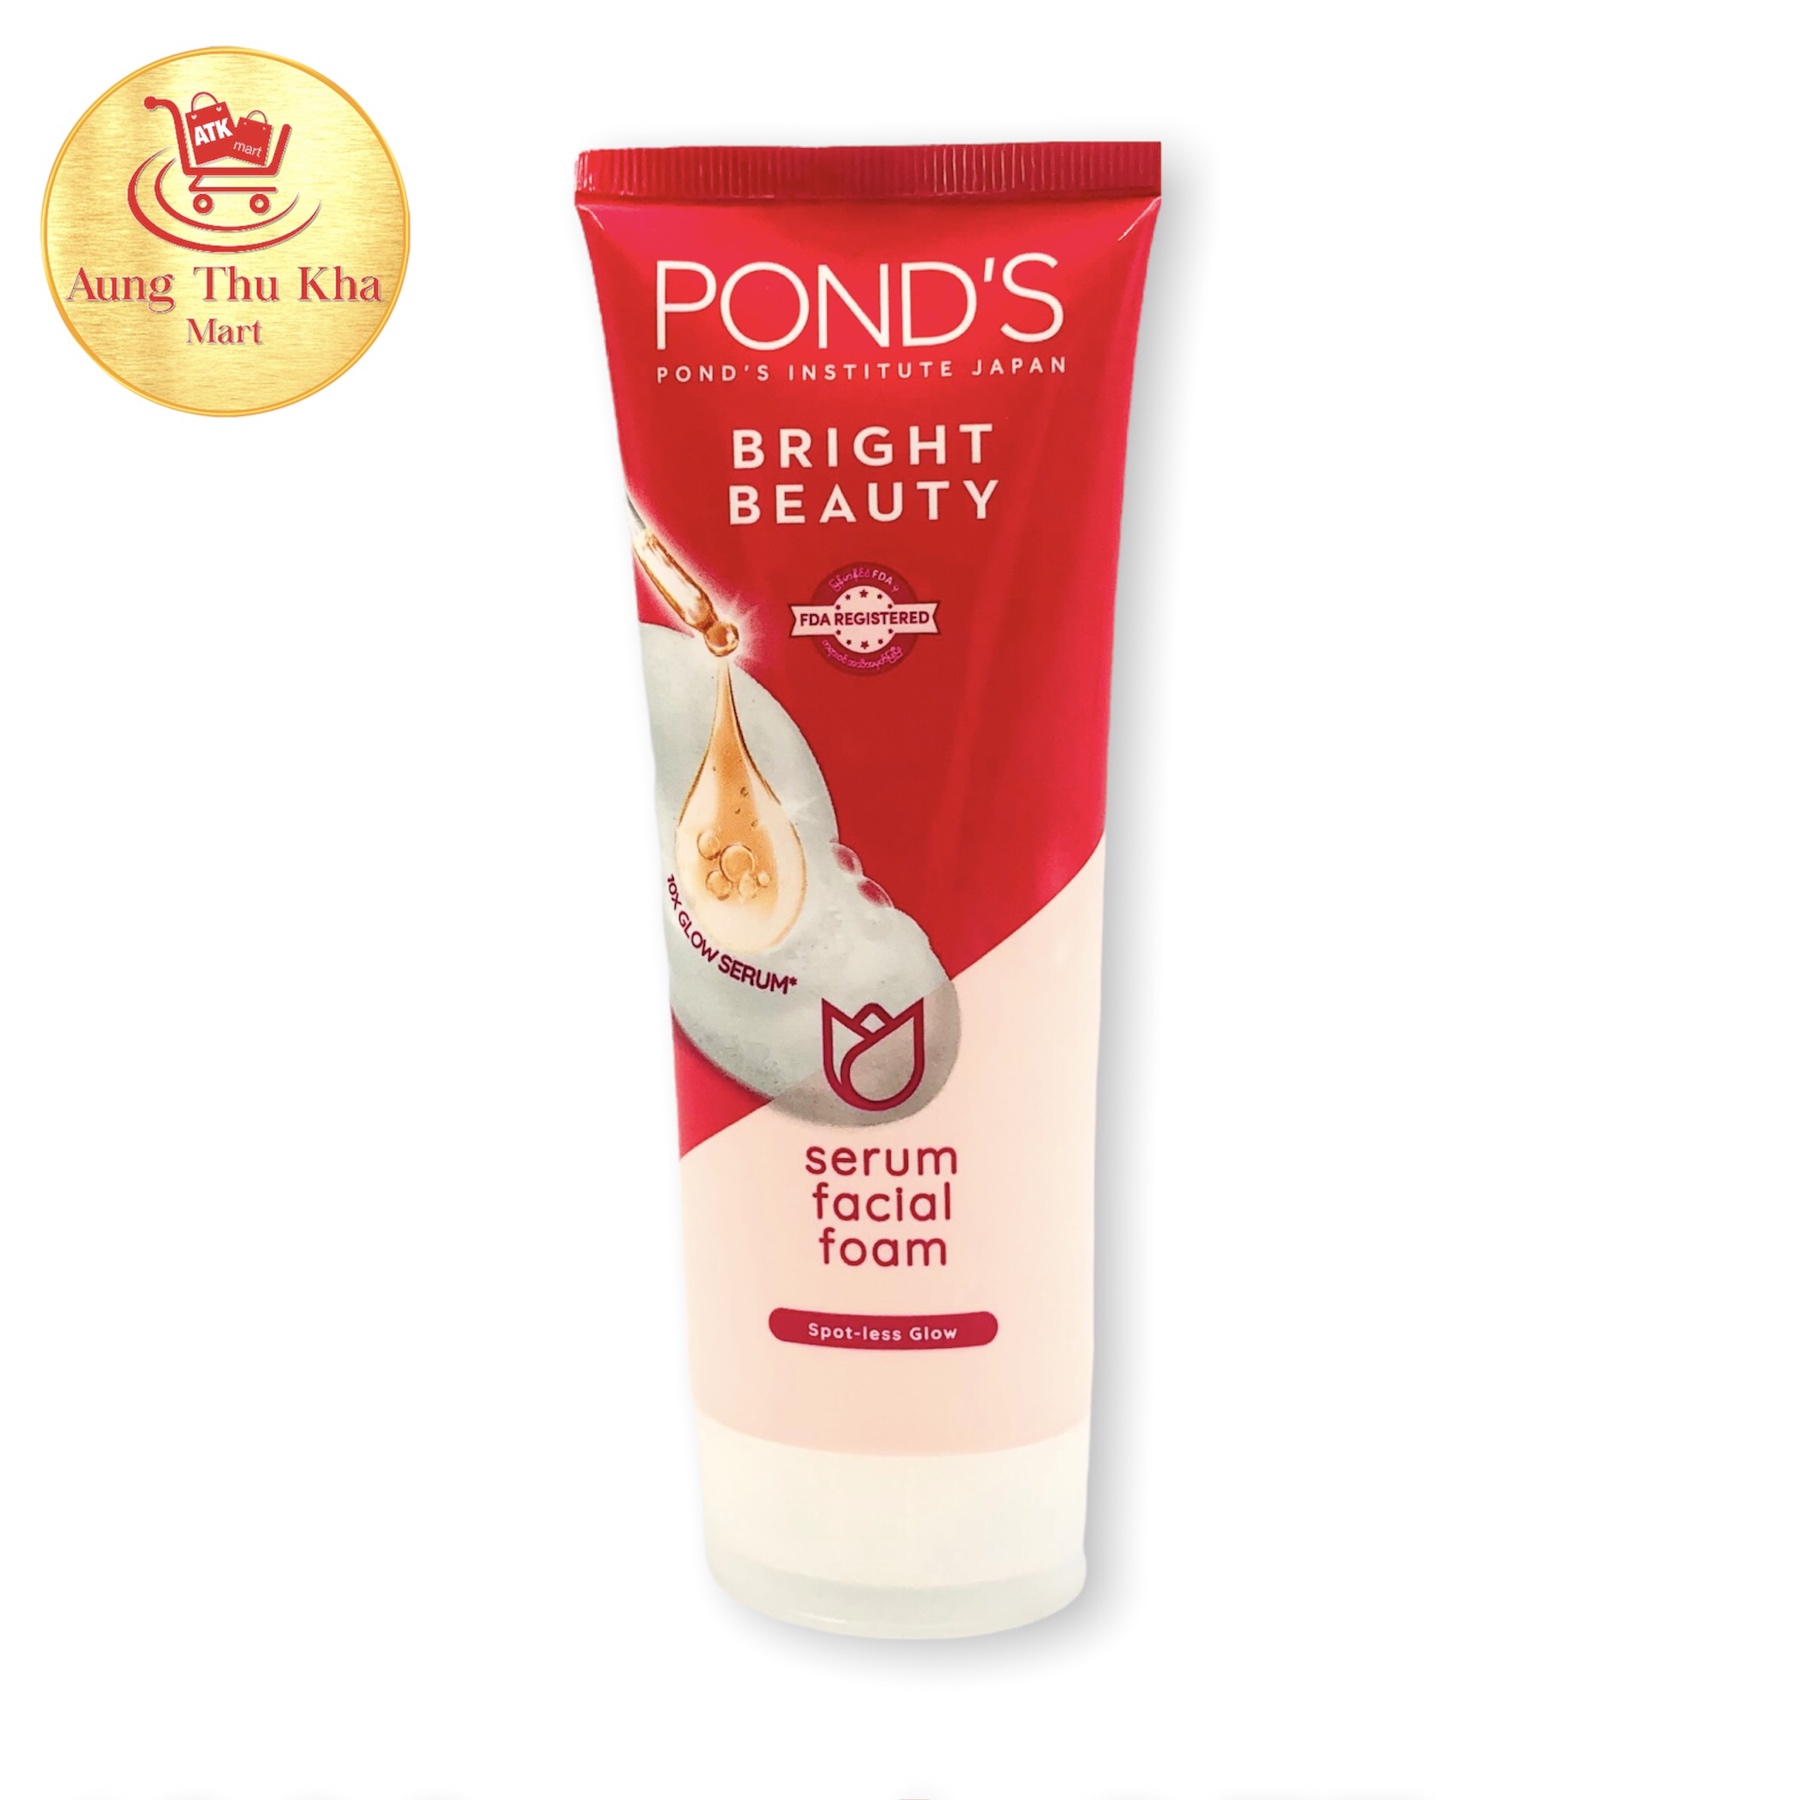 ATK
mart
Aung Thu Kha
Mart
POND'S
POND'S INSTITUTE JAPAN
BRIGHT
BEAUTY
FDA
FDA REGISTERED
10X GLOW SERUM*
serum
facial
foam
Spot-less Glow